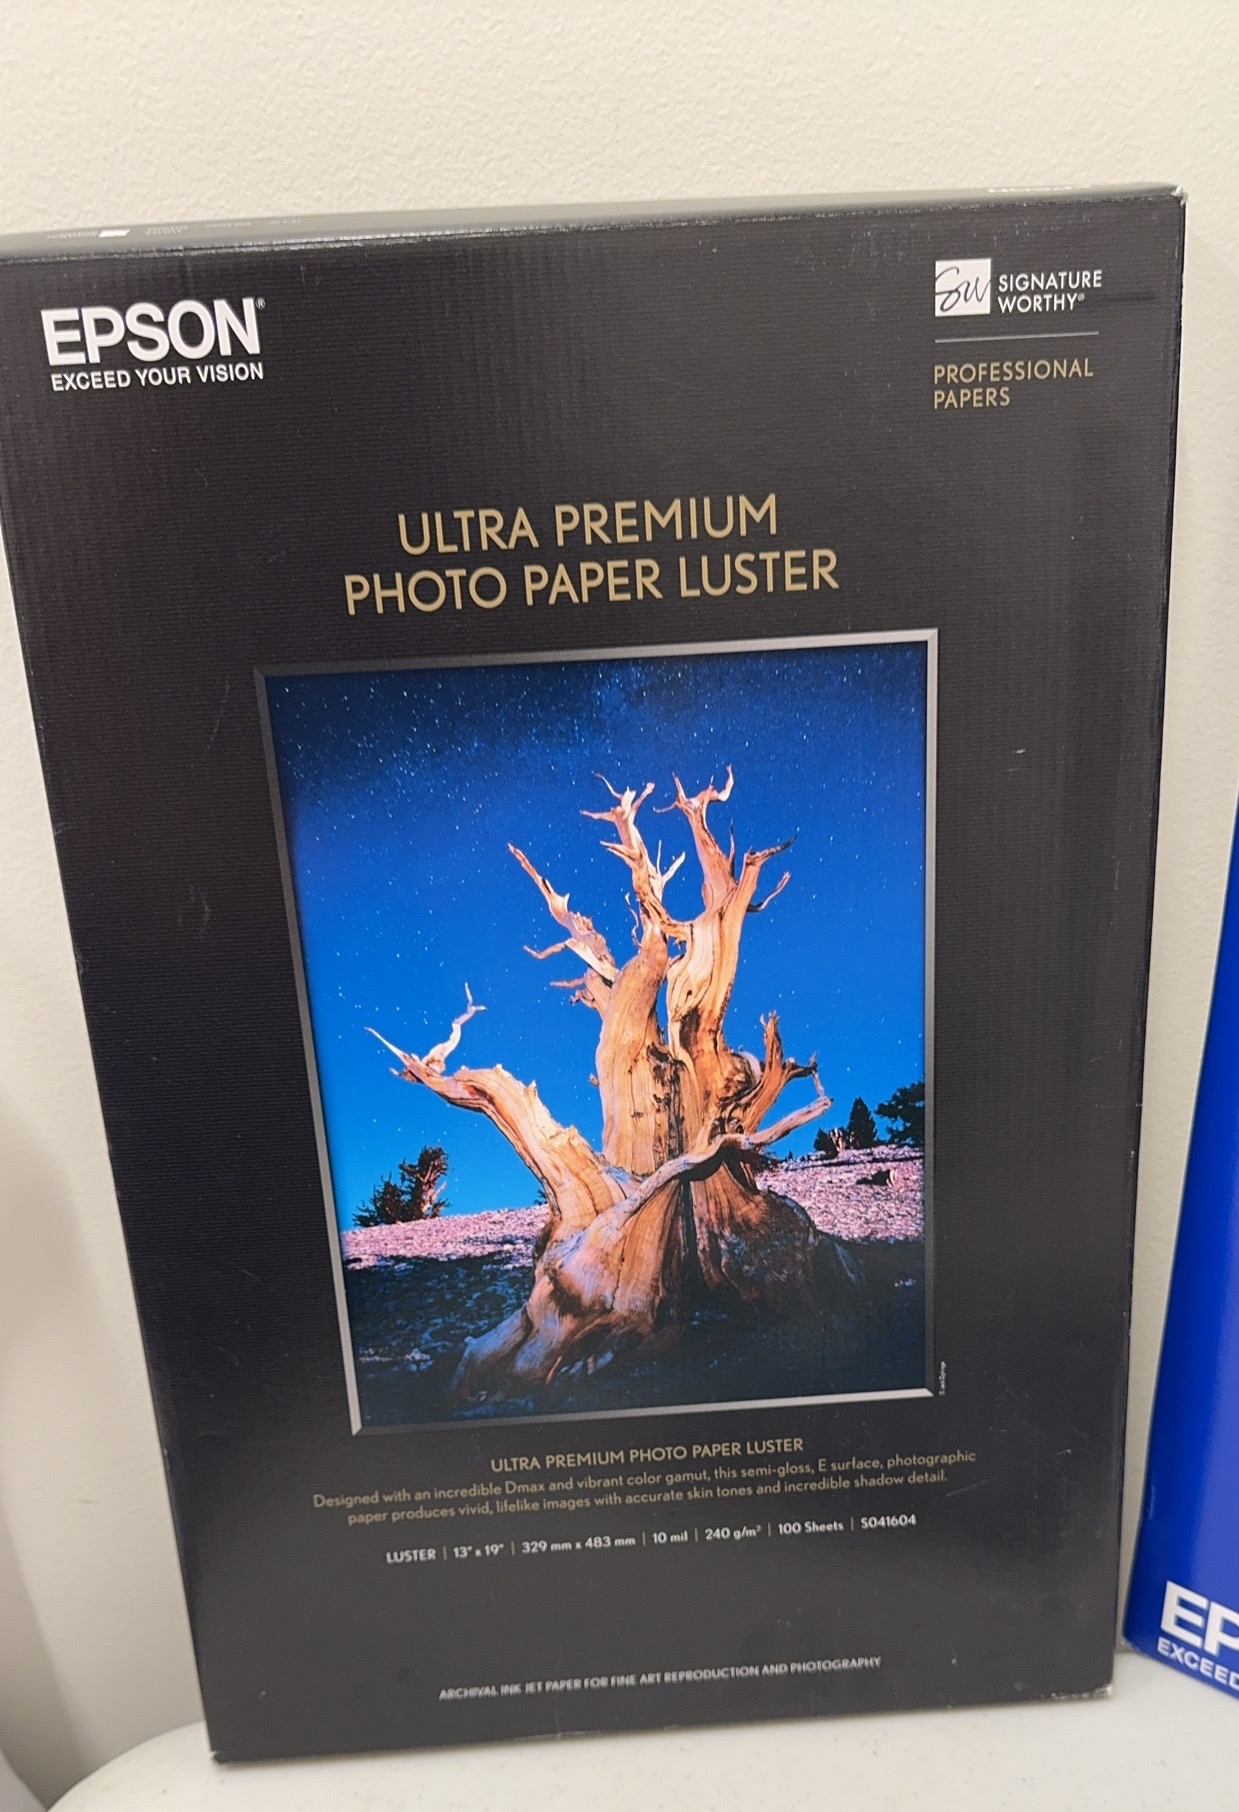 EPSON®
EXCEED YOUR VISION
SW SIGNATURE
WORTHY®
PROFESSIONAL
PAPERS
ULTRA PREMIUM
PHOTO PAPER LUSTER
ULTRA PREMIUM PHOTO PAPER LUSTER
Designed with an incredible Dmax and vibrant color gamut, this semi-gloss, E surface, photographic
paper produces vivid, lifelike images with accurate skin tones and incredible shadow detail.
LUSTER | 13" x 19" | 329 mm x 483 mm | 10 mil | 240 g/m² | 100 Sheets | S041604
ARCHIVAL INK JET PAPER FOR FINE ART REPRODUCTION AND PHOTOGRAPHY
EP
EXCEED